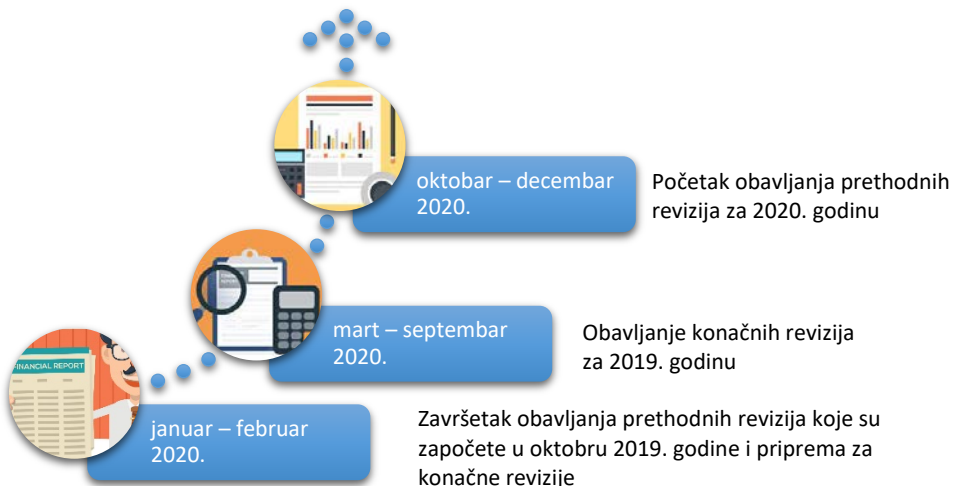 oktobar – decembar
2020.
Početak obavljanja prethodnih
revizija za 2020. godinu
mart – septembar
2020.
Obavljanje konačnih revizija
za 2019. godinu
FINANCIAL REPORT
januar – februar
2020.
Završetak obavljanja prethodnih revizija koje su
započete u oktobru 2019. godine i priprema za
konačne revizije